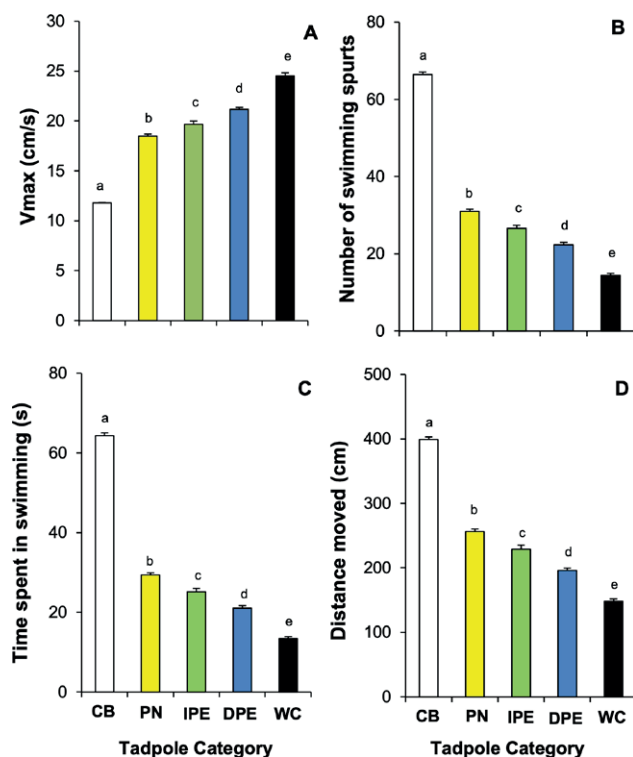 A
Vmax (cm/s)
30
25
20
15
10
5
0
a
b
c
d
e
B
Number of swimming spurts
80
60
40
20
0
a
b
c
d
e
C
Time spent in swimming (s)
80
60
40
20
0
a
b
c
d
e
CB PN IPE DPE WC
Tadpole Category
D
Distance moved (cm)
500
400
300
200
100
0
a
b
c
d
e
CB PN IPE DPE WC
Tadpole Category